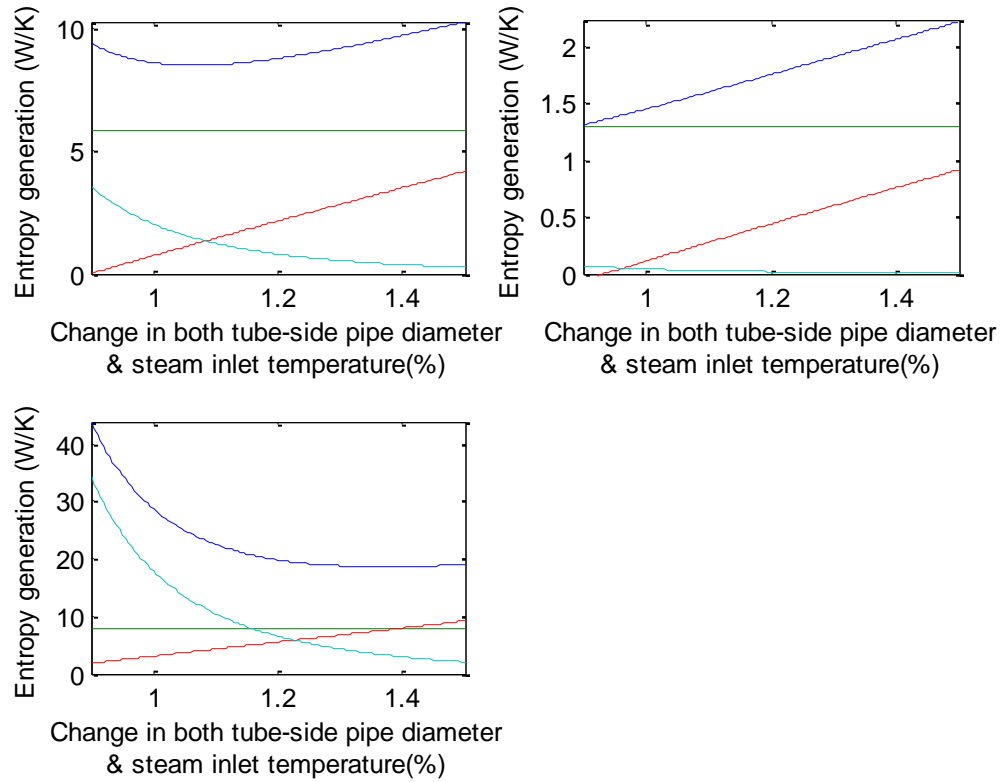 10
5
0
1
1.2
1.4
Entropy generation (W/K)
Change in both tube-side pipe diameter
& steam inlet temperature(%)
2
1.5
1
0.5
0
1
1.2
1.4
Entropy generation (W/K)
Change in both tube-side pipe diameter
& steam inlet temperature(%)
40
30
20
10
0
1
1.2
1.4
Entropy generation (W/K)
Change in both tube-side pipe diameter
& steam inlet temperature(%)